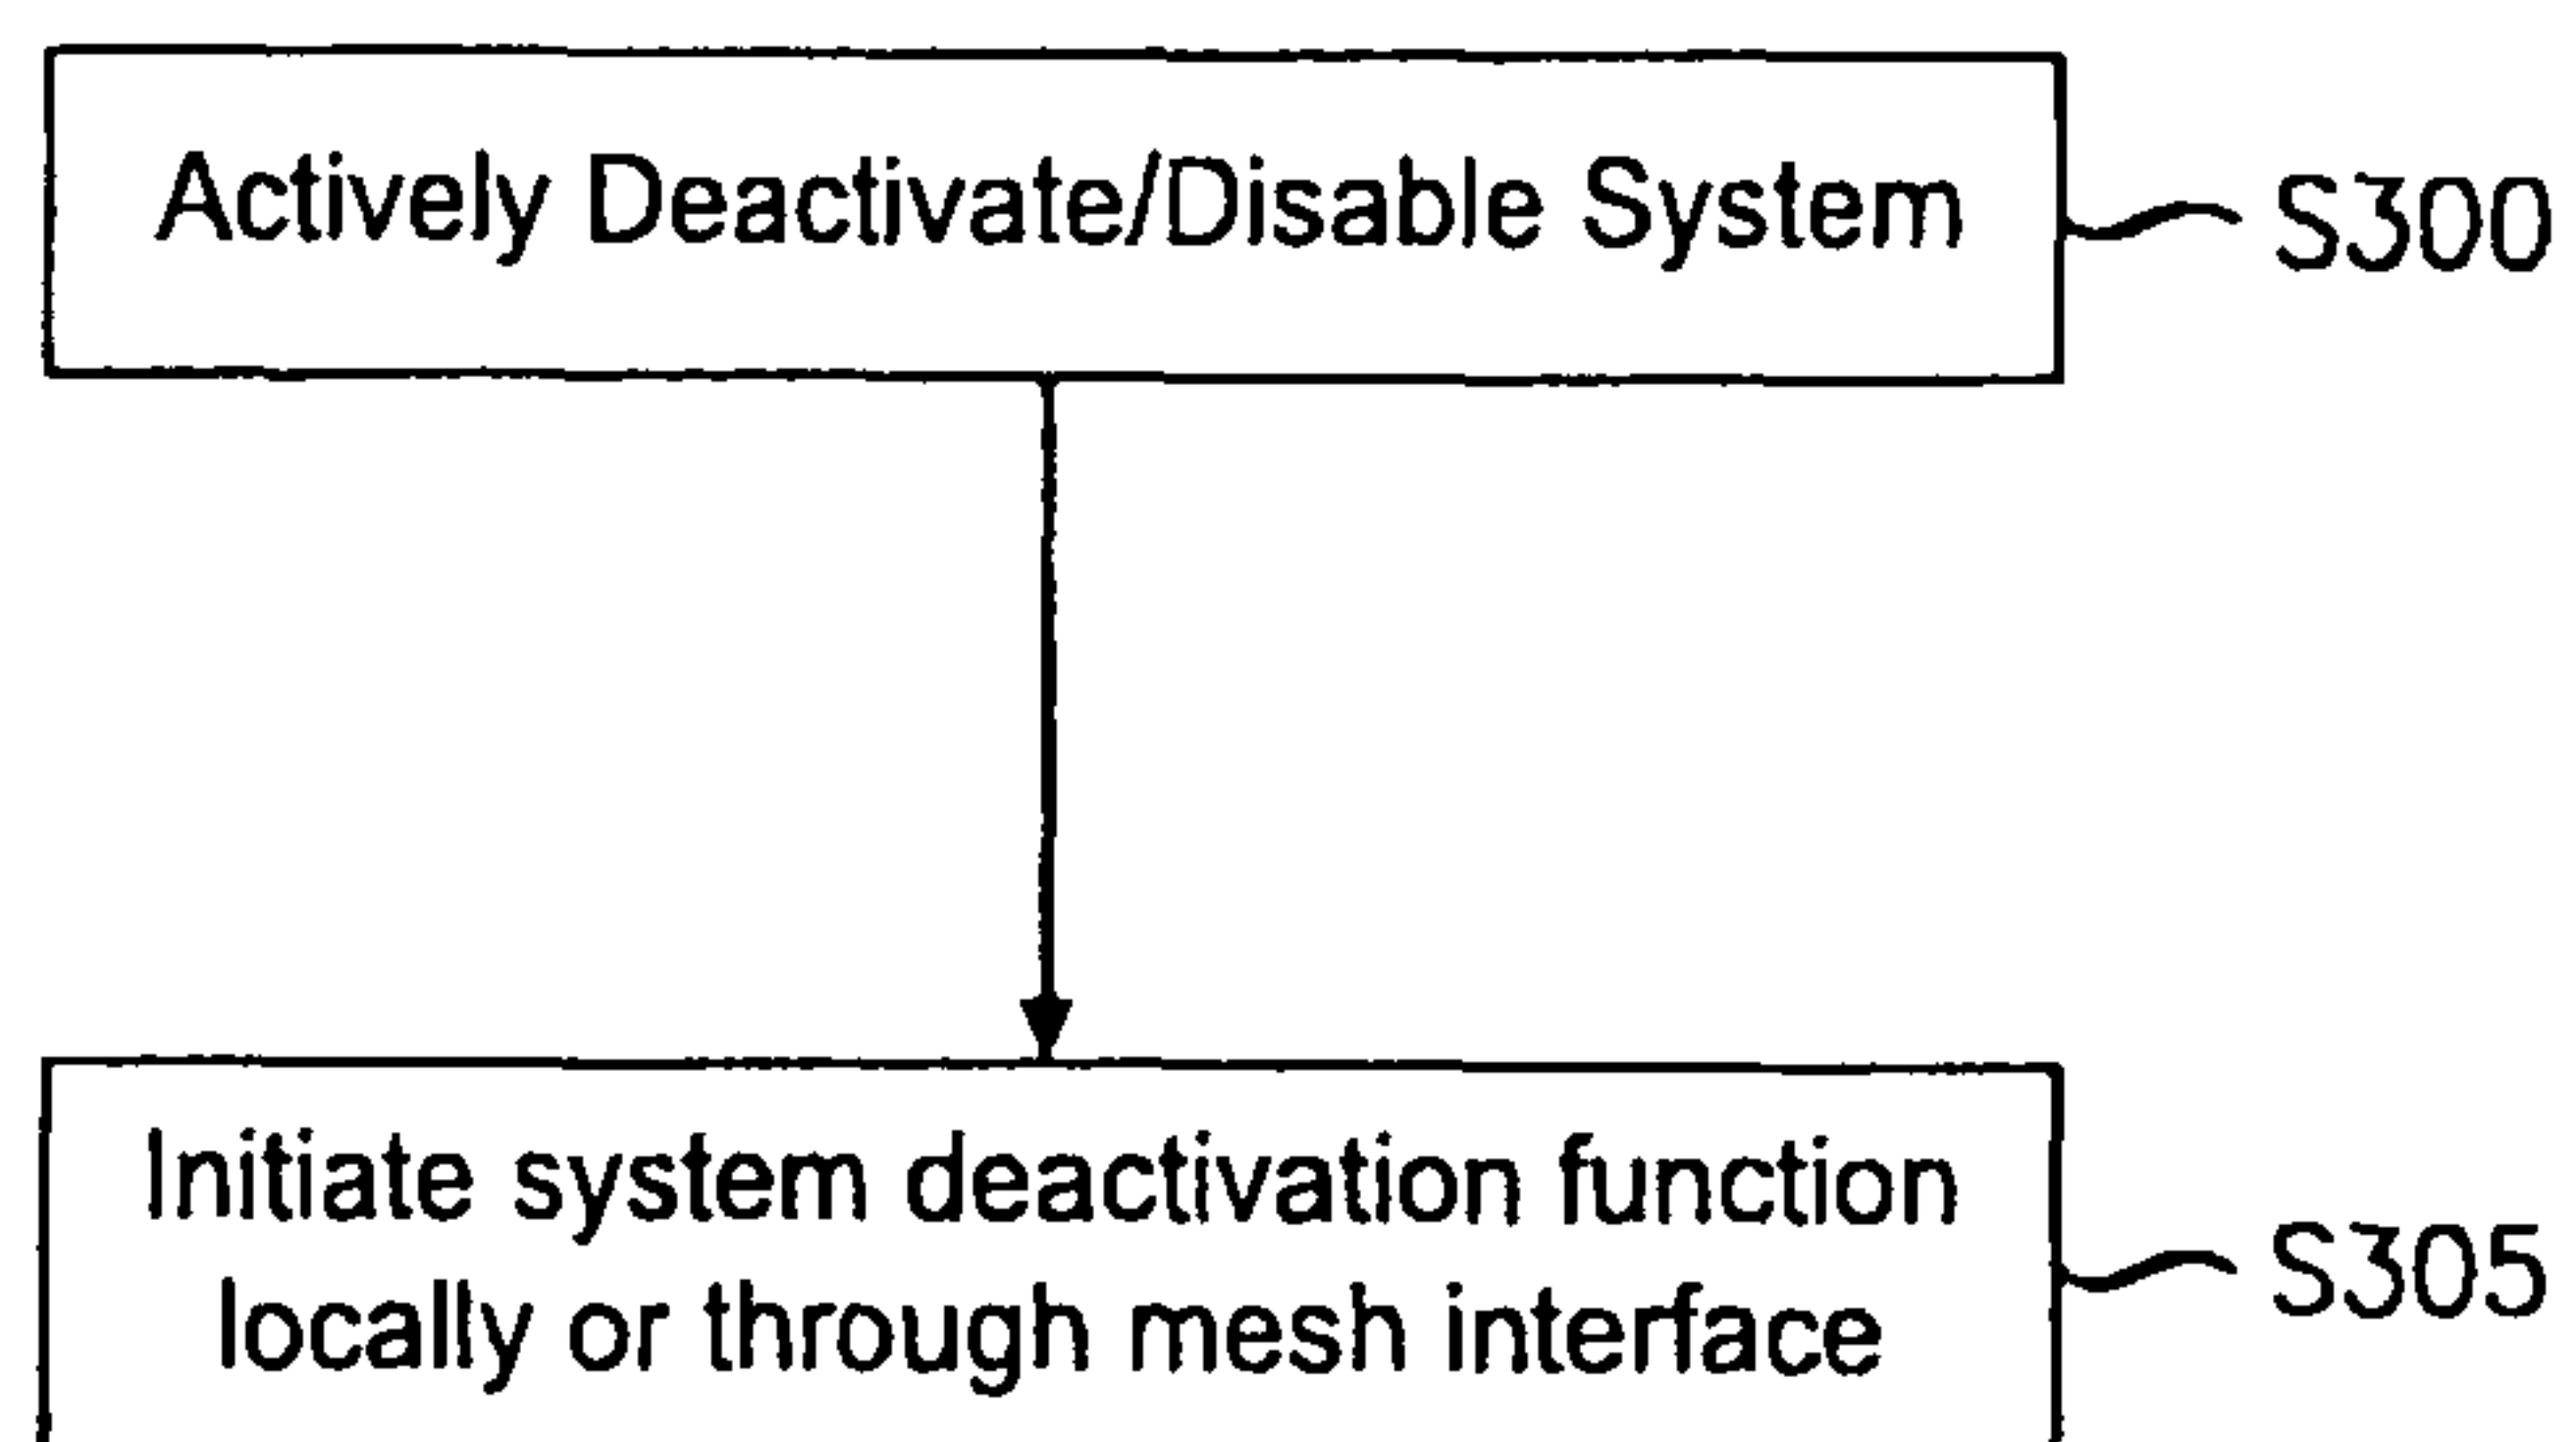 Actively Deactivate/Disable System
S300
Initiate system deactivation function
locally or through mesh interface
S305